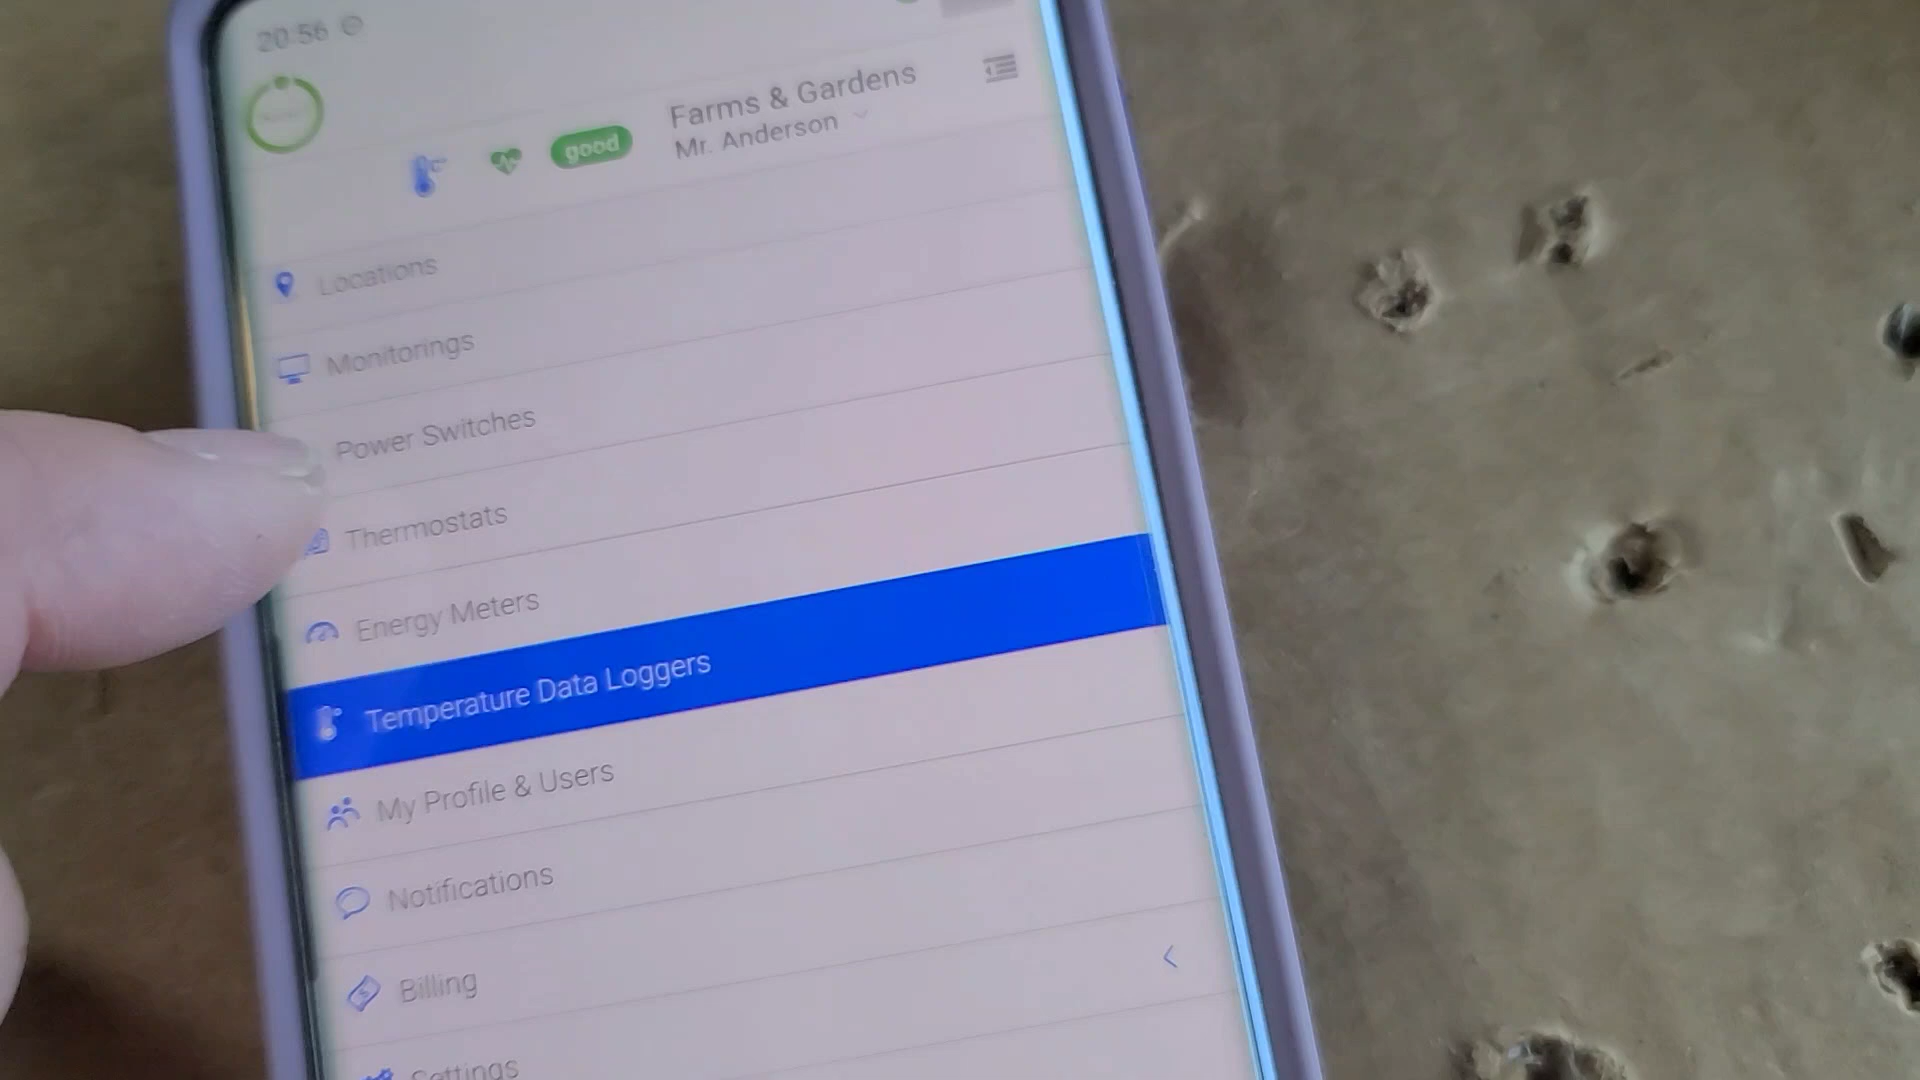 20:56
Farms & Gardens
good
Mr. Anderson
Locations
Monitorings
Power Switches
Thermostats
Energy Meters
Temperature Data Loggers
My Profile & Users
Notifications
Billing
Settings